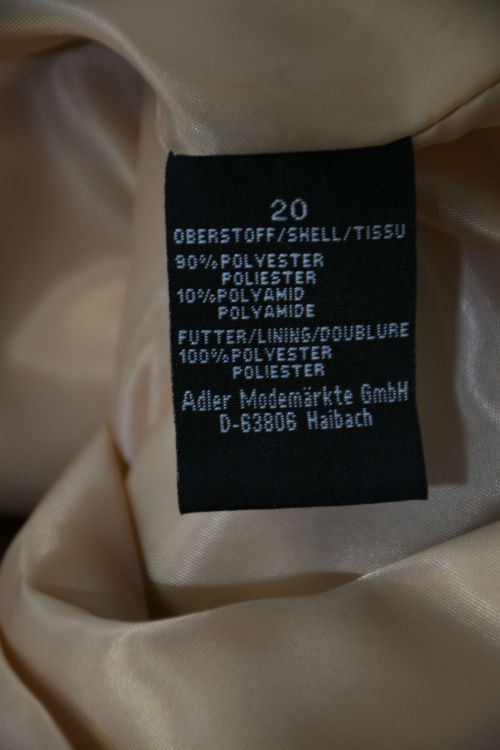 20
OBERSTOFF/SHELL/TISSU
90%POLYESTER
POLIESTER
10%POLYAMID
POLYAMIDE
FUTTER/LINING/DOUBLURE
100%POLYESTER
POLIESTER
Adler Modemärkte GmbH
D-63806 Haibach